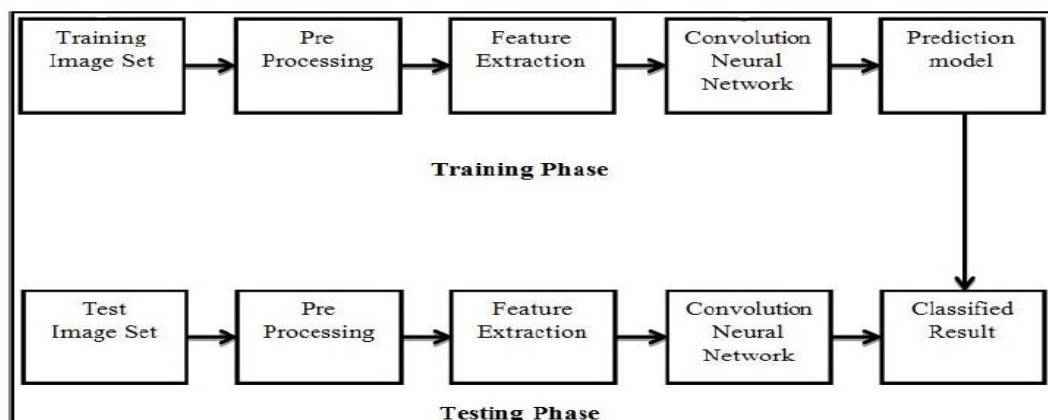 Training
Image Set
Pre
Processing
Feature
Extraction
Convolution
Neural
Network
Prediction
model
Training Phase
Test
Image Set
Pre
Processing
Feature
Extraction
Convolution
Neural
Network
Classified
Result
Testing Phase